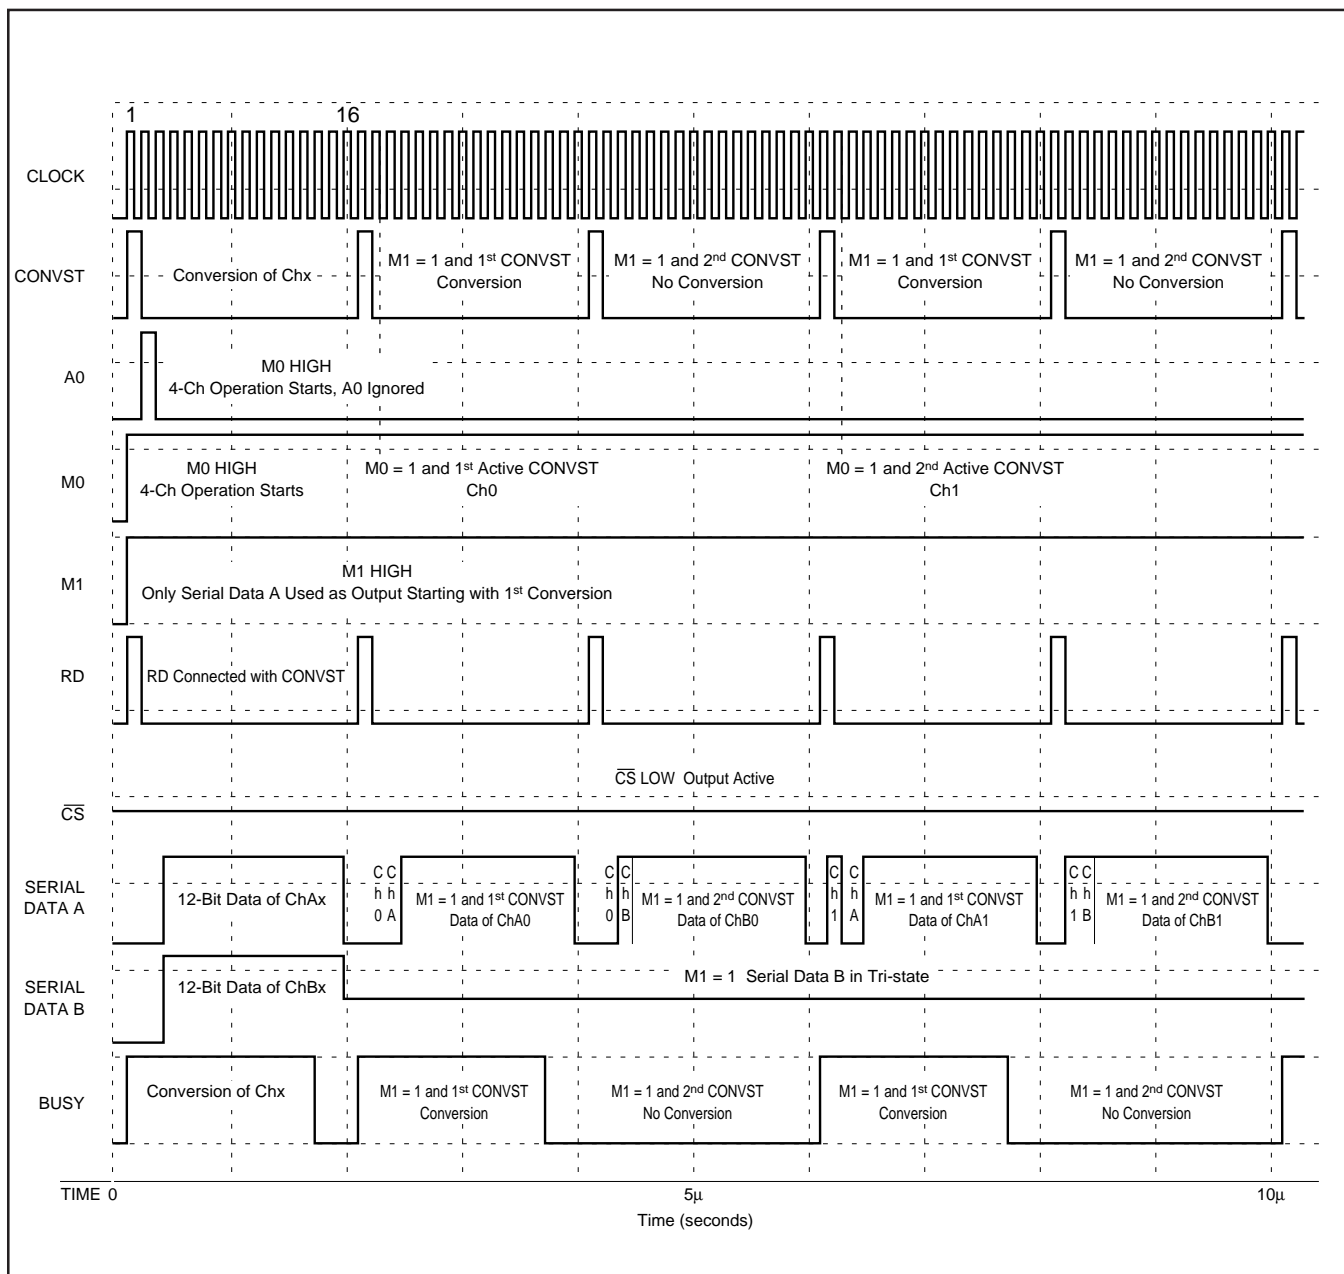 1
16
CLOCK
CONVST
Conversion of Chx
M1 = 1 and 1st CONVST
Conversion
M1 = 1 and 2nd CONVST
No Conversion
M1 = 1 and 1st CONVST
Conversion
M1 = 1 and 2nd CONVST
No Conversion
A0
M0 HIGH
4-Ch Operation Starts, A0 Ignored
M0
M0 HIGH
4-Ch Operation Starts
M0 = 1 and 1st Active CONVST
Ch0
M0 = 1 and 2nd Active CONVST
Ch1
M1
M1 HIGH
Only Serial Data A Used as Output Starting with 1st Conversion
RD
RD Connected with CONVST
CS LOW Output Active
CS
SERIAL
DATA A
12-Bit Data of ChAx
Ch0
ChA
M1 = 1 and 1st CONVST
Data of ChA0
Ch0
ChB
M1 = 1 and 2nd CONVST
Data of ChB0
Ch1
ChA
M1 = 1 and 1st CONVST
Data of ChA1
Ch1
ChB
M1 = 1 and 2nd CONVST
Data of ChB1
SERIAL
DATA B
12-Bit Data of ChBx
M1 = 1 Serial Data B in Tri-state
BUSY
Conversion of Chx
M1 = 1 and 1st CONVST
Conversion
M1 = 1 and 2nd CONVST
No Conversion
M1 = 1 and 1st CONVST
Conversion
M1 = 1 and 2nd CONVST
No Conversion
TIME 0
5µ
10µ
Time (seconds)